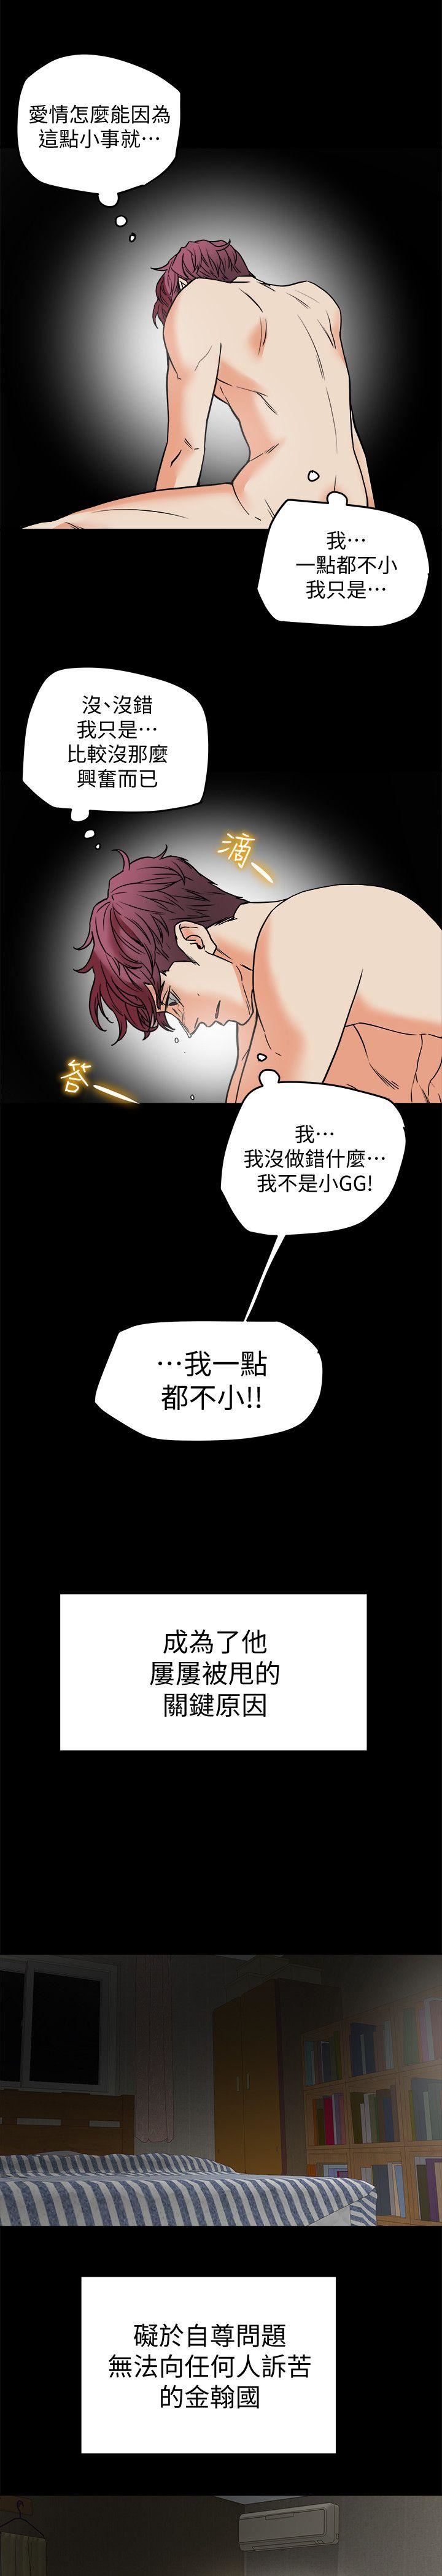 愛情怎麼能因為
這點小事就…
我…
一點都不小
我只是…
沒、沒錯
我只是…
比較沒那麼
興奮而已
滴
答
我…
我沒做錯什麼…
我不是小GG!
…我一點
都不小!!
成為了他
屢屢被甩的
關鍵原因
礙於自尊問題
無法向任何人訴苦
的金翰國